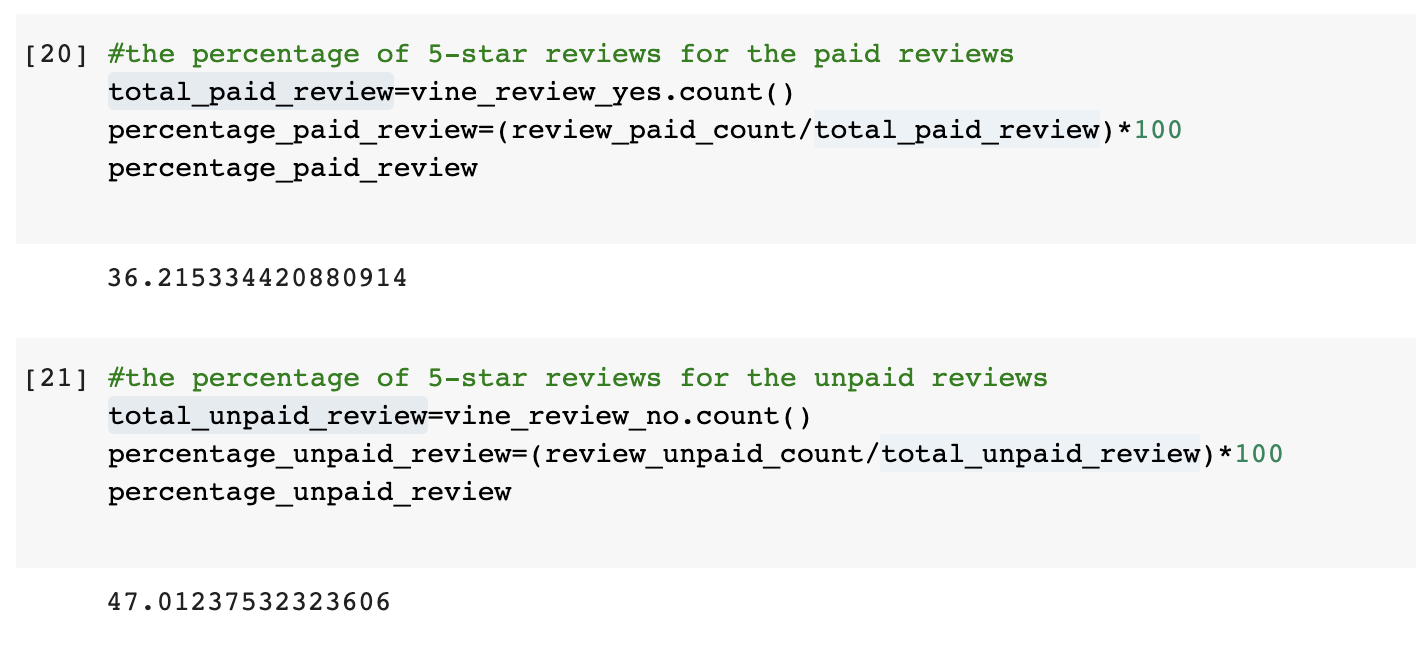 [20] #the percentage of 5-star reviews for the paid reviews
total_paid_review=vine_review_yes.count()
percentage_paid_review=(review_paid_count/total_paid_review)*100
percentage_paid_review
36.215334420880914
[21] #the percentage of 5-star reviews for the unpaid reviews
total_unpaid_review=vine_review_no.count()
percentage_unpaid_review=(review_unpaid_count/total_unpaid_review)*100
percentage_unpaid_review
47.01237532323606